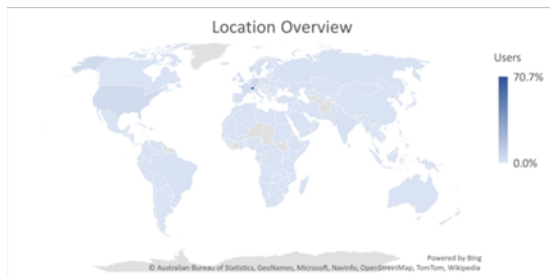 Location Overview
Users
70.7%
0.0%
Powered by Bing
© Australian Bureau of Statistics, GeoNames, Microsoft, Navinfo, OpenStreetMap, TomTom, Wikipedia